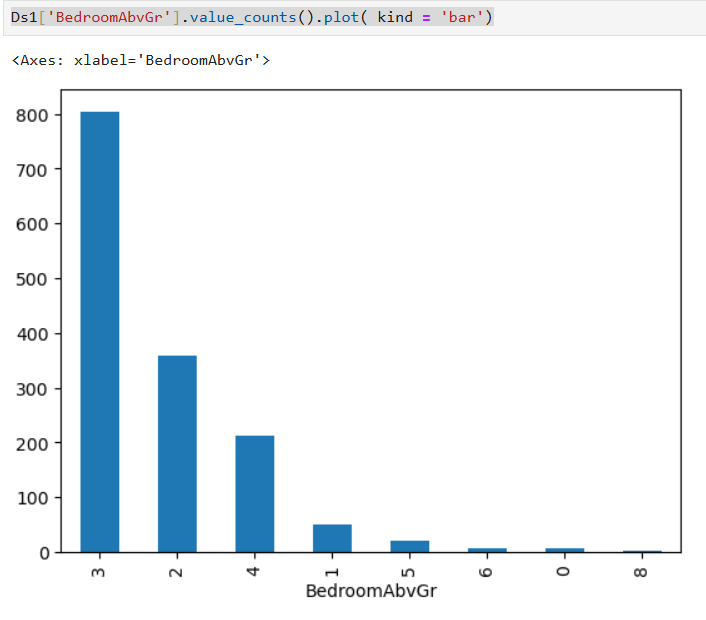 Ds1['BedroomAbvGr'].value_counts().plot( kind = 'bar')
<Axes: xlabel='BedroomAbvGr'>
800
700
600
500
400
300
200
100
0
3 2 4 1 5 6 0 8
BedroomAbvGr